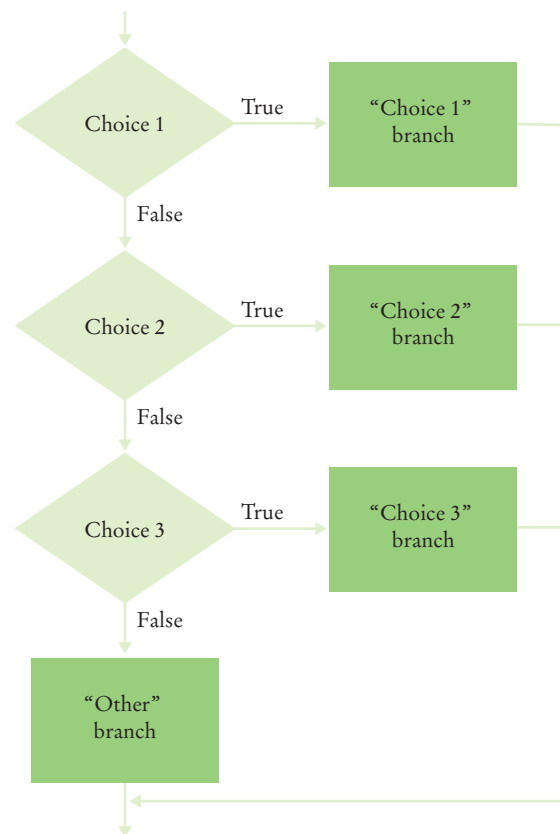 Choice 1
True
“Choice 1”
branch
False
Choice 2
True
“Choice 2”
branch
False
Choice 3
True
“Choice 3”
branch
False
“Other”
branch